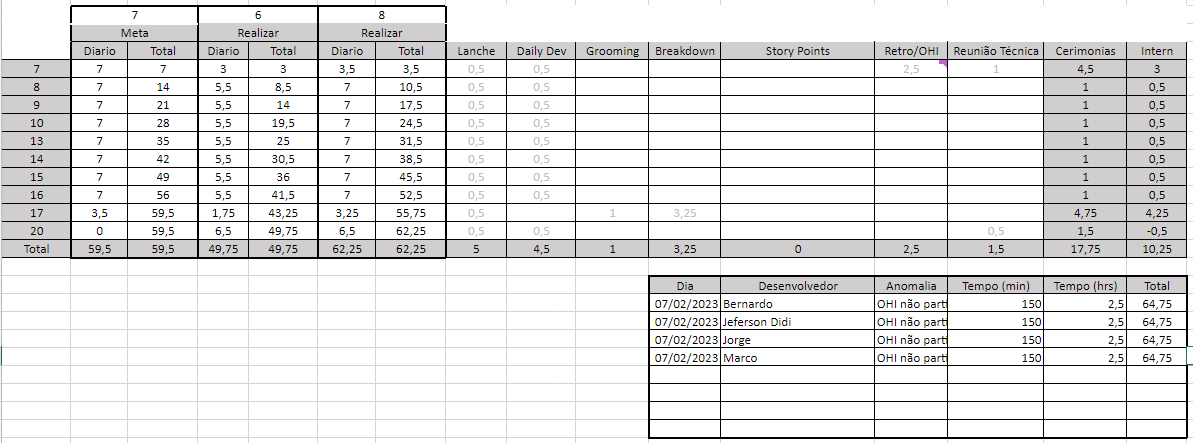 7 6 8
Meta Realizar Realizar
Diario Total Diario Total Diario Total Lanche Daily Dev Grooming Breakdown Story Points Retro/OHI Reunião Técnica Cerimonias Intern
7 7 7 3 3 3,5 3,5 0,5 0,5 2,5 1 4,5 3
8 7 14 5,5 8,5 7 10,5 0,5 0,5 1 0,5
9 7 21 5,5 14 7 17,5 0,5 0,5 1 0,5
10 7 28 5,5 19,5 7 24,5 0,5 0,5 1 0,5
13 7 35 5,5 25 7 31,5 0,5 0,5 1 0,5
14 7 42 5,5 30,5 7 38,5 0,5 0,5 1 0,5
15 7 49 5,5 36 7 45,5 0,5 0,5 1 0,5
16 7 56 5,5 41,5 7 52,5 0,5 0,5 1 0,5
17 3,5 59,5 1,75 43,25 3,25 55,75 0,5 1 3,25 4,75 4,25
20 0 59,5 6,5 49,75 6,5 62,25 0,5 0,5 1,5 -0,5
Total 59,5 59,5 49,75 49,75 62,25 62,25 5 4,5 1 3,25 0 2,5 1,5 17,75 10,25
Dia Desenvolvedor Anomalia Tempo (min) Tempo (hrs) Total
07/02/2023 Bernardo OHI não parti 150 2,5 64,75
07/02/2023 Jeferson Didi OHI não parti 150 2,5 64,75
07/02/2023 Jorge OHI não parti 150 2,5 64,75
07/02/2023 Marco OHI não parti 150 2,5 64,75